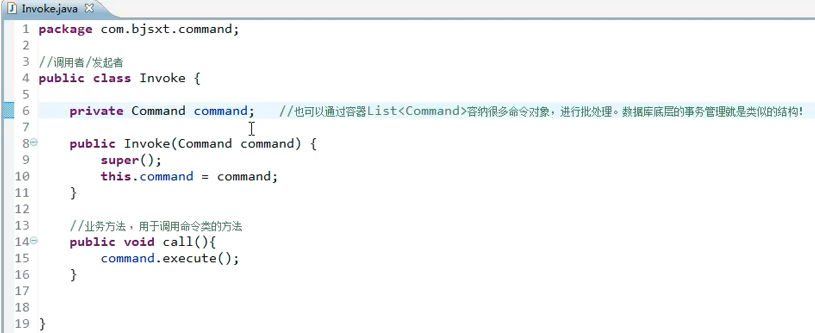 Invoke.java
1 package com.bjsxt.command;
2
3 //调用者/发起者
4 public class Invoke {
5
6 private Command command; //也可以通过容器List<Command>容纳很多命令对象，进行批处理。数据库底层的事务管理就是类似的结构！
7
8 public Invoke(Command command) {
9 super();
10 this.command = command;
11 }
12
13 //业务方法，用于调用命令类的方法
14 public void call(){
15 command.execute();
16 }
17
18
19 }